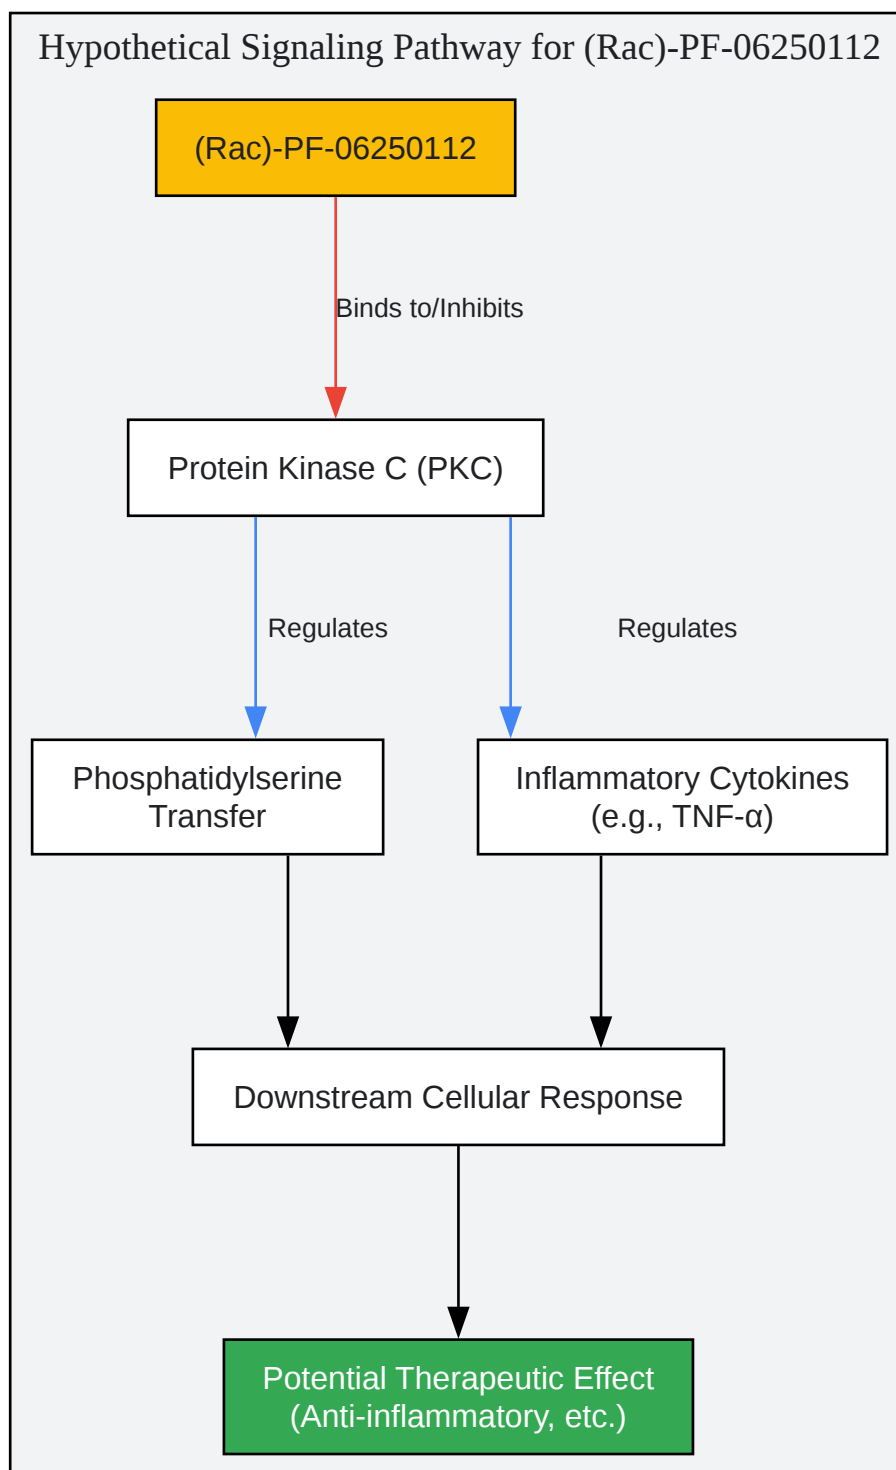 Hypothetical Signaling Pathway for (Rac)-PF-06250112
(Rac)-PF-06250112
Binds to/Inhibits
Protein Kinase C (PKC)
Regulates
Regulates
Phosphatidylserine
Transfer
Inflammatory Cytokines
(e.g., TNF-α)
Downstream Cellular Response
Potential Therapeutic Effect
(Anti-inflammatory, etc.)